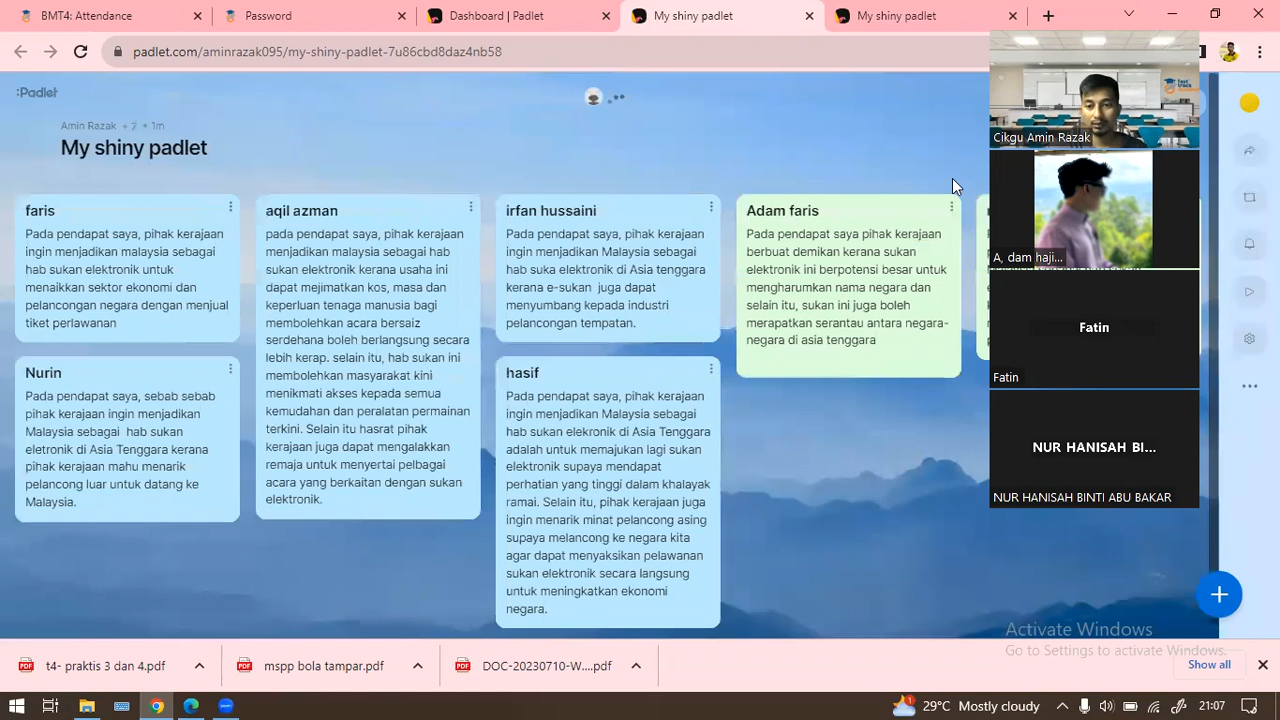 BMT4: Attendance
Password
Dashboard | Padlet
My shiny padlet
My shiny padlet
padlet.com/aminrazak095/my-shiny-padlet-7u86cbd8daz4nb58
:Padlet
Amin Razak +7 • 1m
My shiny padlet
faris
Pada pendapat saya, pihak kerajaan
ingin menjadikan malaysia sebagai
hab sukan elektronik untuk
menaikkan sektor ekonomi dan
pelancongan negara dengan menjual
tiket perlawanan
Nurin
Pada pendapat saya, sebab sebab
pihak kerajaan ingin menjadikan
Malaysia sebagai hab sukan
eletronik di Asia Tenggara kerana
pihak kerajaan mahu menarik
pelancong luar untuk datang ke
Malaysia.
aqil azman
pada pendapat saya, pihak kerajaan
menjadikan malaysia sebagai hab
sukan elektronik kerana usaha ini
dapat mejimatkan kos, masa dan
keperluan tenaga manusia bagi
membolehkan acara bersaiz
serdehana boleh berlangsung secara
lebih kerap. selain itu, hab sukan ini
membolehkan masyarakat kini
menikmati akses kepada semua
kemudahan dan peralatan permainan
terkini. Selain itu hasrat pihak
kerajaan juga dapat mengalakkan
remaja untuk menyertai pelbagai
acara yang berkaitan dengan sukan
elektronik.
irfan hussaini
Pada pendapat saya, pihak kerajaan
ingin menjadikan Malaysia sebagai
hab suka elektronik di Asia tenggara
kerana e-sukan juga dapat
menyumbang kepada industri
pelancongan tempatan.
hasif
Pada pendapat saya, pihak kerajaan
ingin menjadikan Malaysia sebagai
hab sukan elekronik di Asia Tenggara
adalah untuk memajukan lagi sukan
elektronik supaya mendapat
perhatian yang tinggi dalam khalayak
ramai. Selain itu, pihak kerajaan juga
ingin menarik minat pelancong asing
supaya melancong ke negara kita
agar dapat menyaksikan pelawanan
sukan elektronik secara langsung
untuk meningkatkan ekonomi
negara.
Adam faris
Pada pendapat saya pihak kerajaan
berbuat demikan kerana sukan
elektronik ini berpotensi besar untuk
mengharumkan nama negara dan
selain itu, sukan ini juga boleh
merapatkan serantau antara negara-
negara di asia tenggara
Cikgu Amin Razak
A, dam haji...
Fatin
Fatin
NUR HANISAH BI...
NUR HANISAH BINTI ABU BAKAR
Activate Windows
Go to Settings to activate Windows.
t4- praktis 3 dan 4.pdf
mspp bola tampar.pdf
DOC-20230710-W....pdf
Show all
29°C Mostly cloudy
21:07